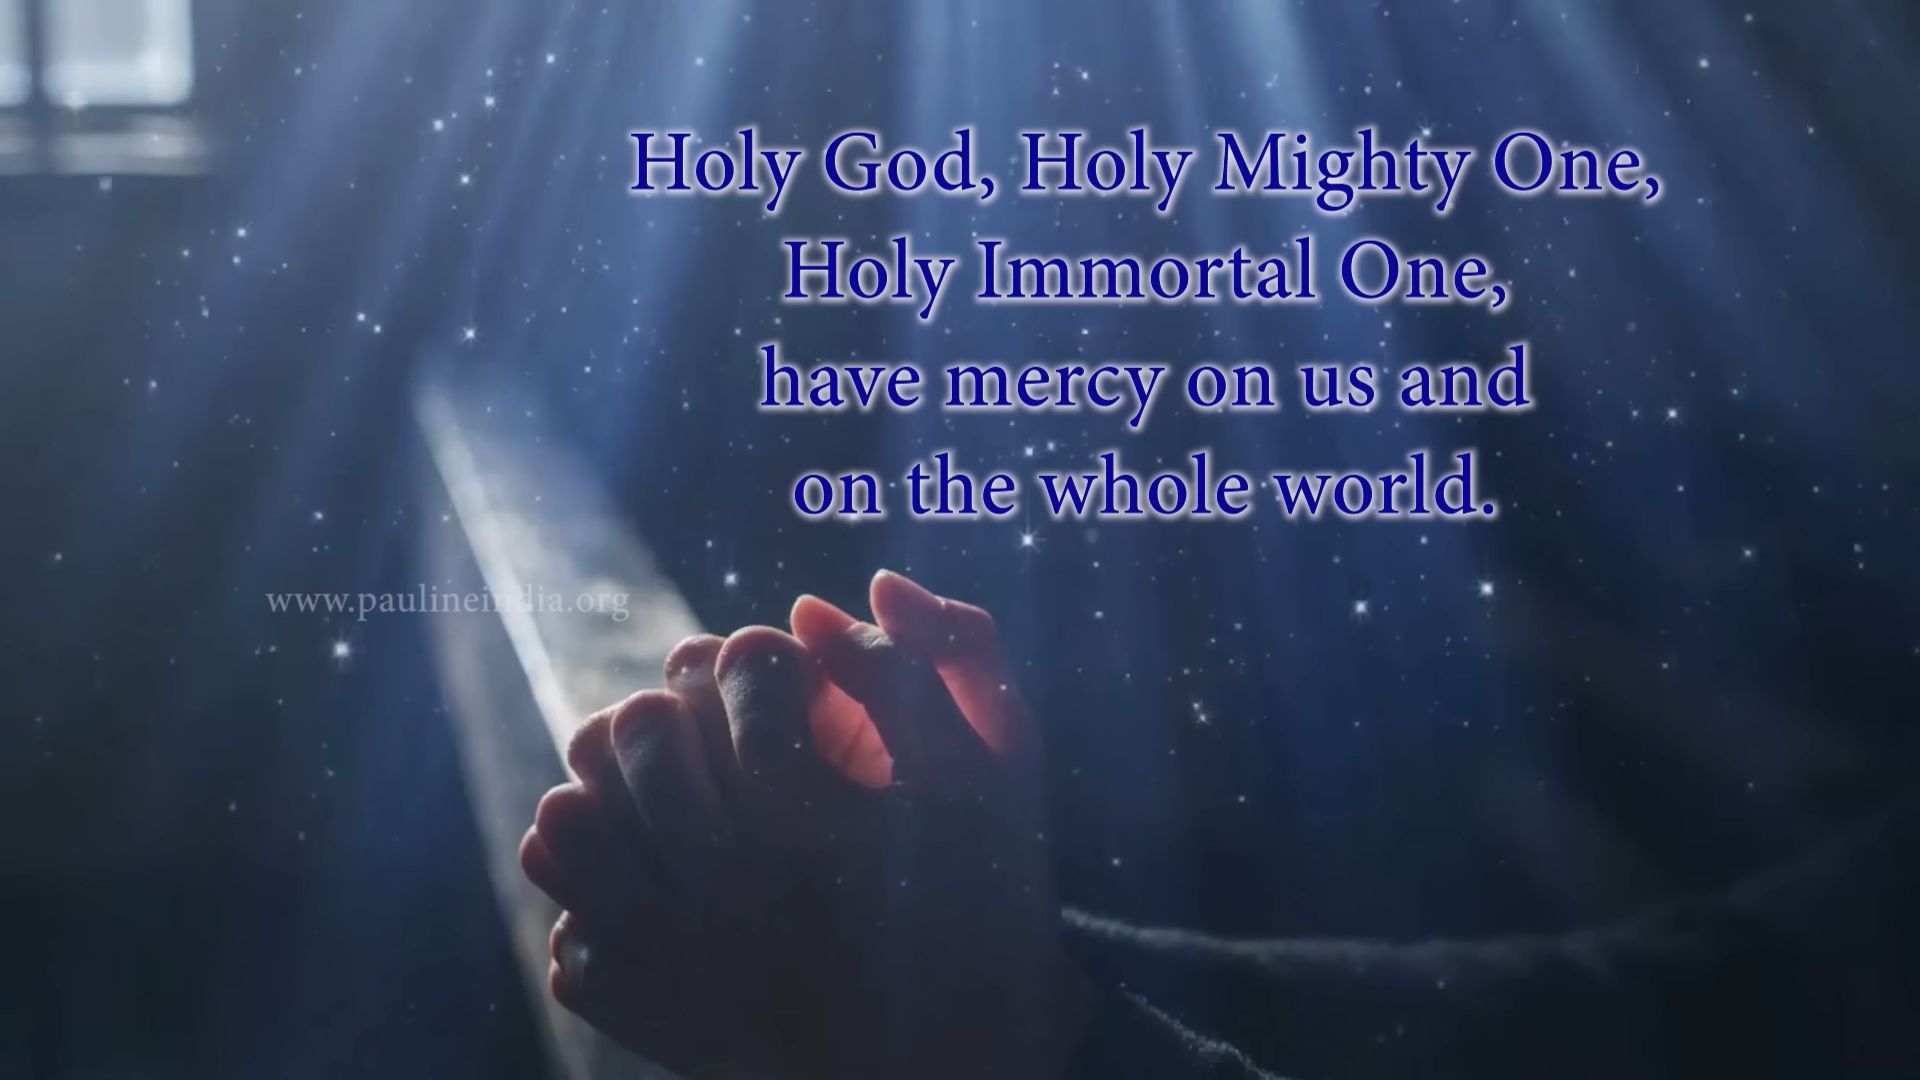 Holy God, Holy Mighty One,
Holy Immortal One,
have mercy on us and
on the whole world.
www.paulineindia.org